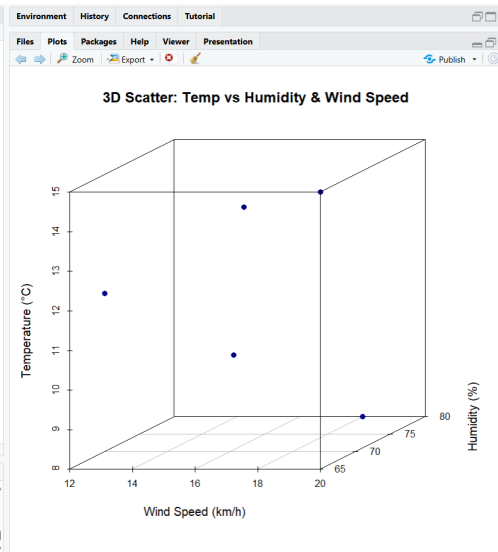 Environment History Connections Tutorial
Files Plots Packages Help Viewer Presentation
Zoom Export Publish
3D Scatter: Temp vs Humidity & Wind Speed
15
14
13
12
11
10
9
8
Temperature (°C)
12 14 16 18 20
Wind Speed (km/h)
65
70
75
80
Humidity (%)